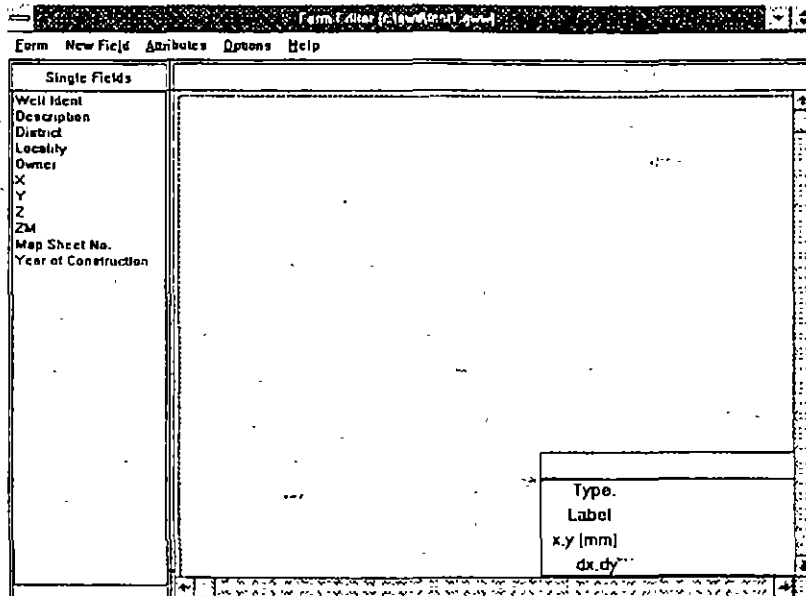 Form Editor
Form New Field Attributes Options Help
Single Fields
Well Ident
Description
District
Locality
Owner
X
Y
Z
ZM
Map Sheet No.
Year of Construction
Type.
Label
x.y [mm]
dx.dy